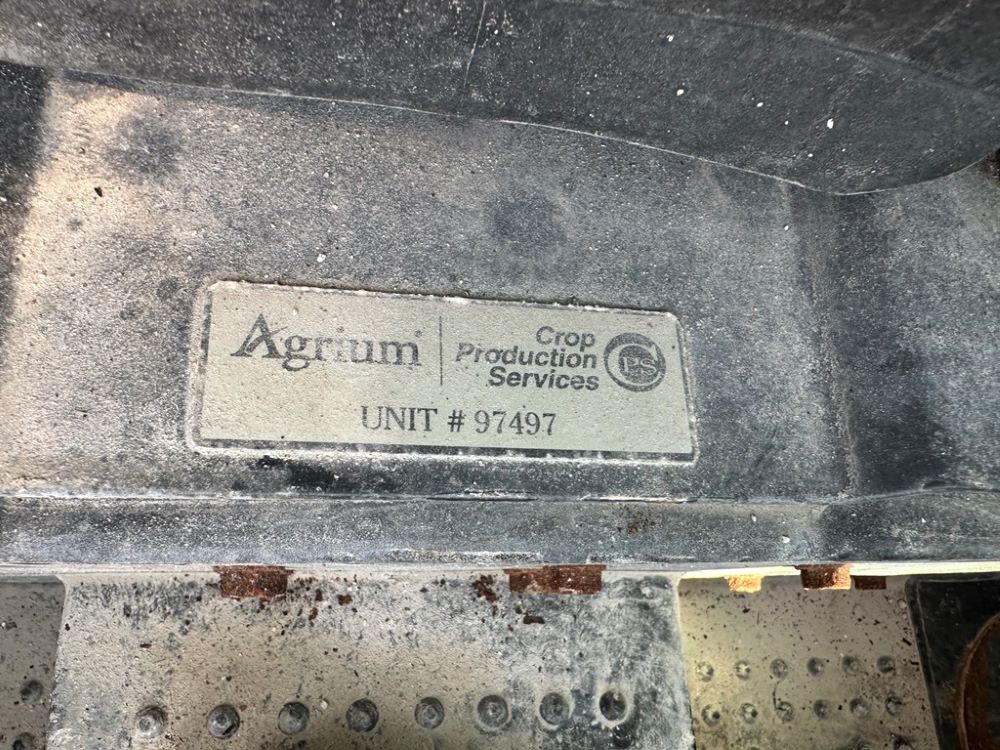 Agrium
Crop
Production
Services
CPS
UNIT # 97497